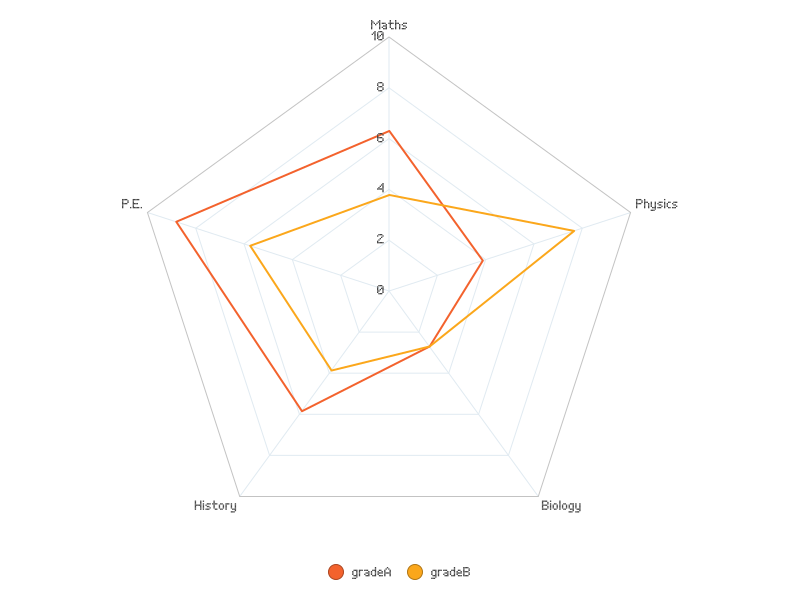 Maths
10
8
6
4
2
0
P.E.
Physics
History
Biology
gradeA
gradeB